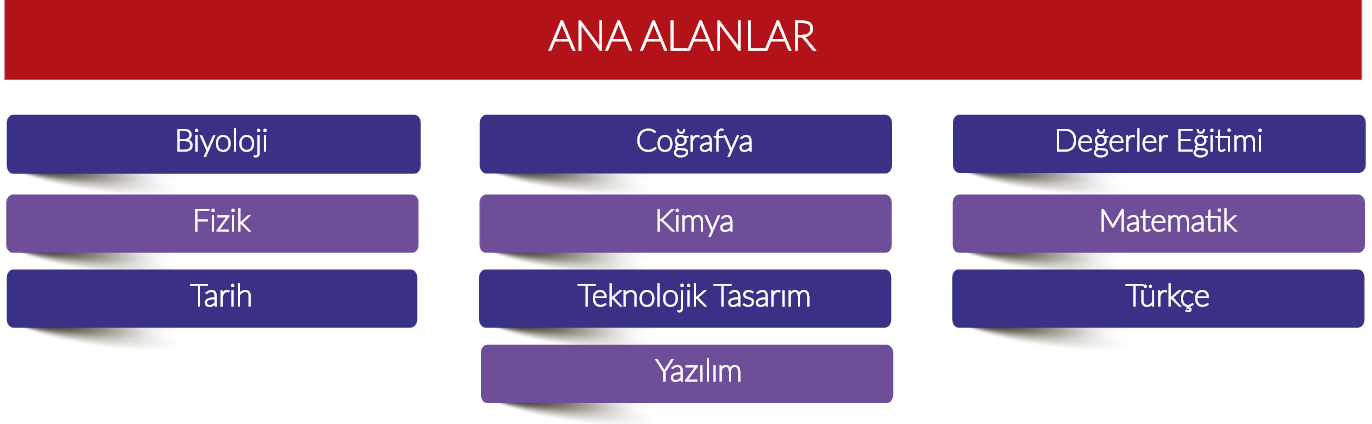 ANA ALANLAR
Biyoloji
Coğrafya
Değerler Eğitimi
Fizik
Kimya
Matematik
Tarih
Teknolojik Tasarım
Türkçe
Yazılım